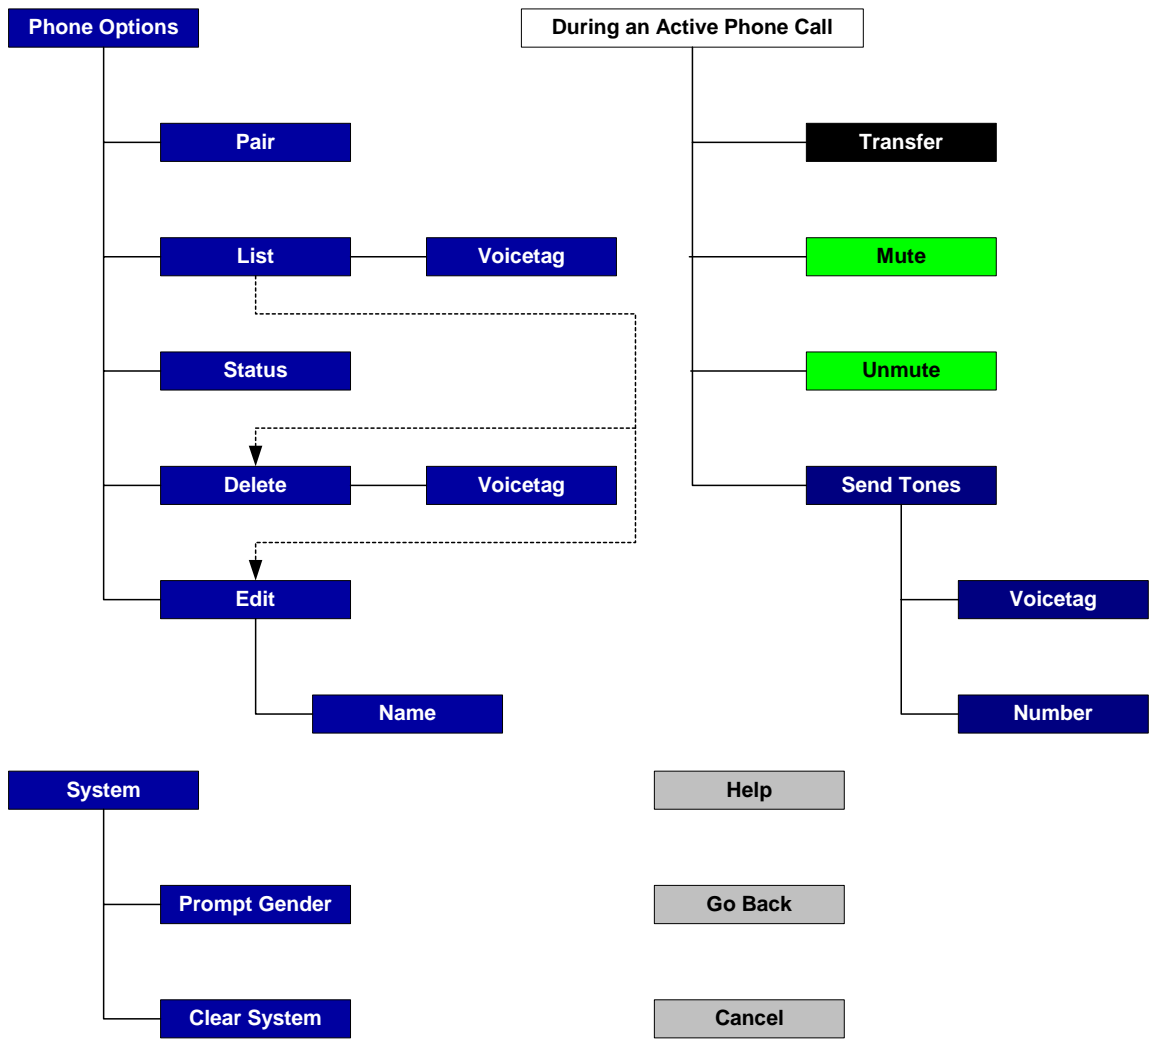 Phone Options
During an Active Phone Call
Pair
Transfer
List
Voicetag
Mute
Status
Unmute
Delete
Voicetag
Send Tones
Edit
Voicetag
Name
Number
System
Help
Prompt Gender
Go Back
Clear System
Cancel